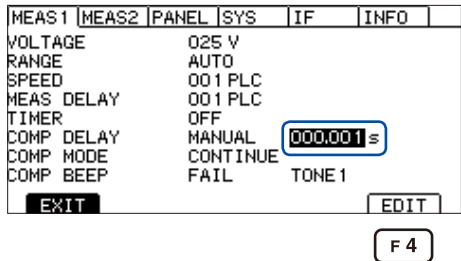 MEAS1 MEAS2 PANEL SYS IF INFO
VOLTAGE 025 V
RANGE AUTO
SPEED 001 PLC
MEAS DELAY 001 PLC
TIMER OFF
COMP DELAY MANUAL 000.001 s
COMP MODE CONTINUE
COMP BEEP FAIL TONE1
EXIT EDIT
F4